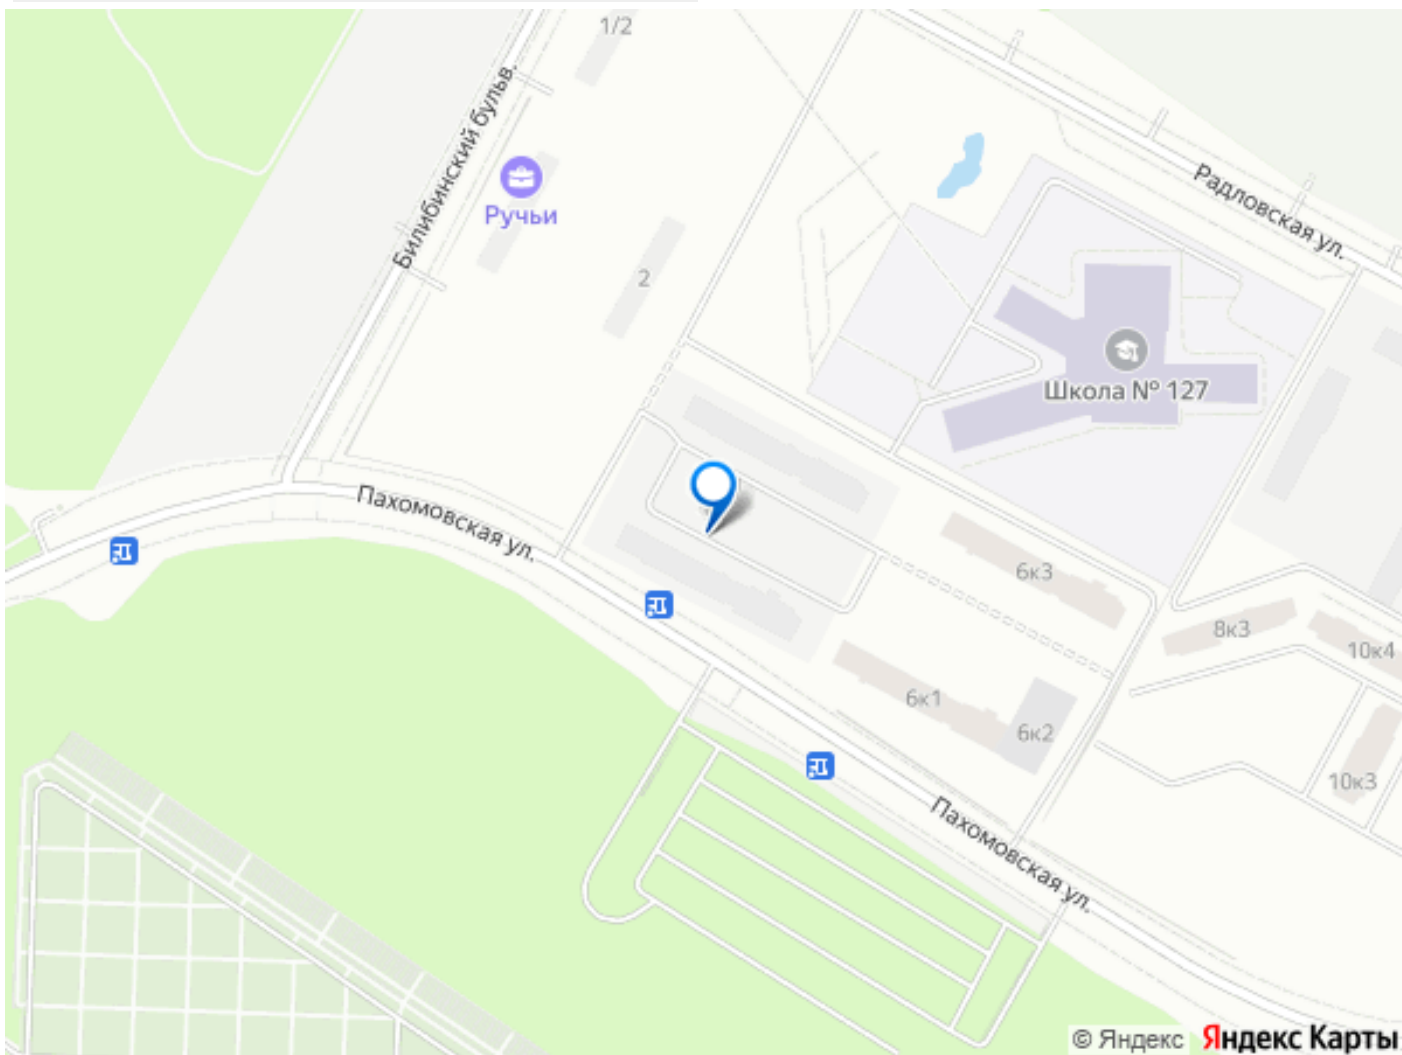 1/2
Билибинский бульв.
Ручьи
2
Радловская ул.
Школа № 127
Пахомовская ул.
6к3
8к3
10к4
6к1
6к2
10к3
Пахомовская ул.
© Яндекс Яндекс Карты